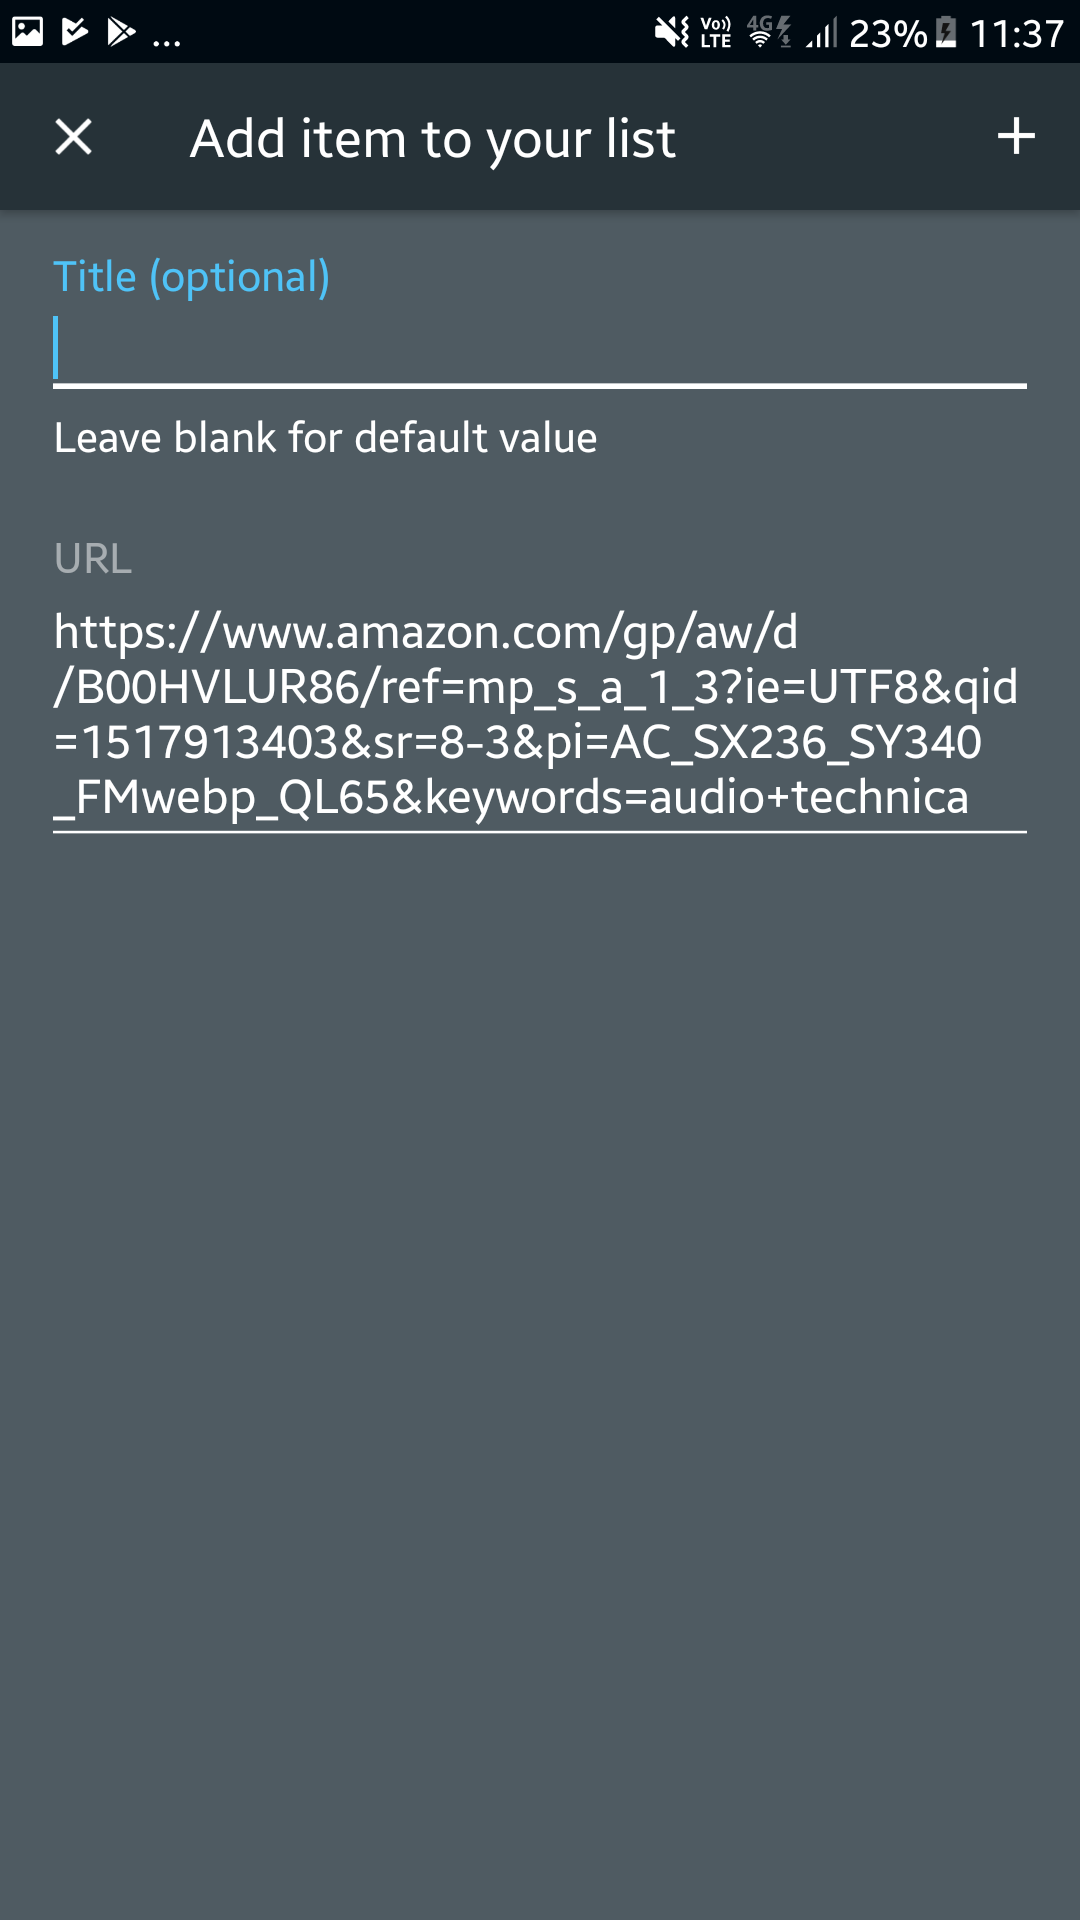 ... Vo)) LTE 4G 23% 11:37
Add item to your list
Title (optional)
Leave blank for default value
URL
https://www.amazon.com/gp/aw/d
/B00HVLUR86/ref=mp_s_a_1_3?ie=UTF8&qid
=1517913403&sr=8-3&pi=AC_SX236_SY340
_FMwebp_QL65&keywords=audio+technica